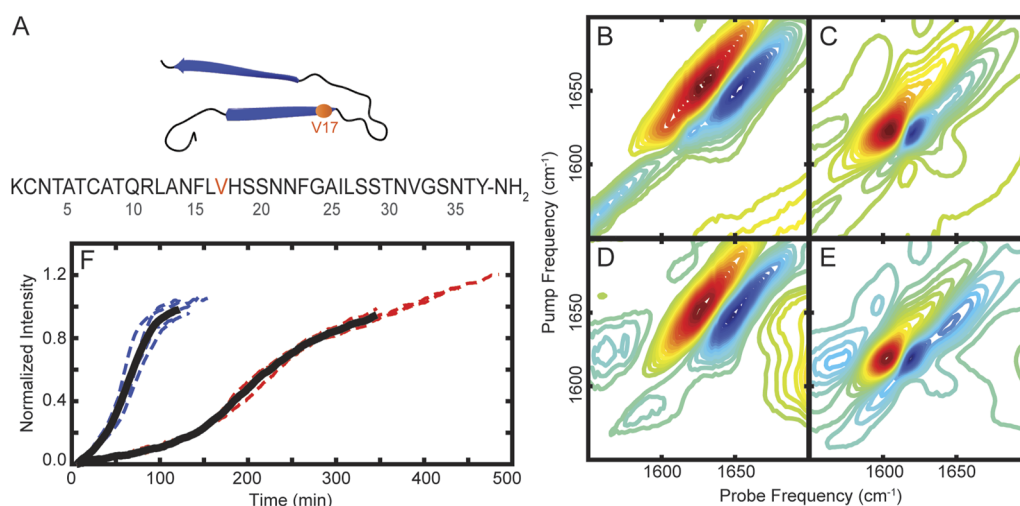 A
V17
KCNTATCATQRLANFLVHSSNNFGAILSSTNVGSNTY-NH2
5 10 15 20 25 30 35
F
1.2
0.8
0.4
0.0
Normalized Intensity
0 100 200 300 400 500
Time (min)
B C
D E
1650
1600
1650
1600
Pump Frequency (cm-1)
1600 1650 1600 1650
Probe Frequency (cm-1)